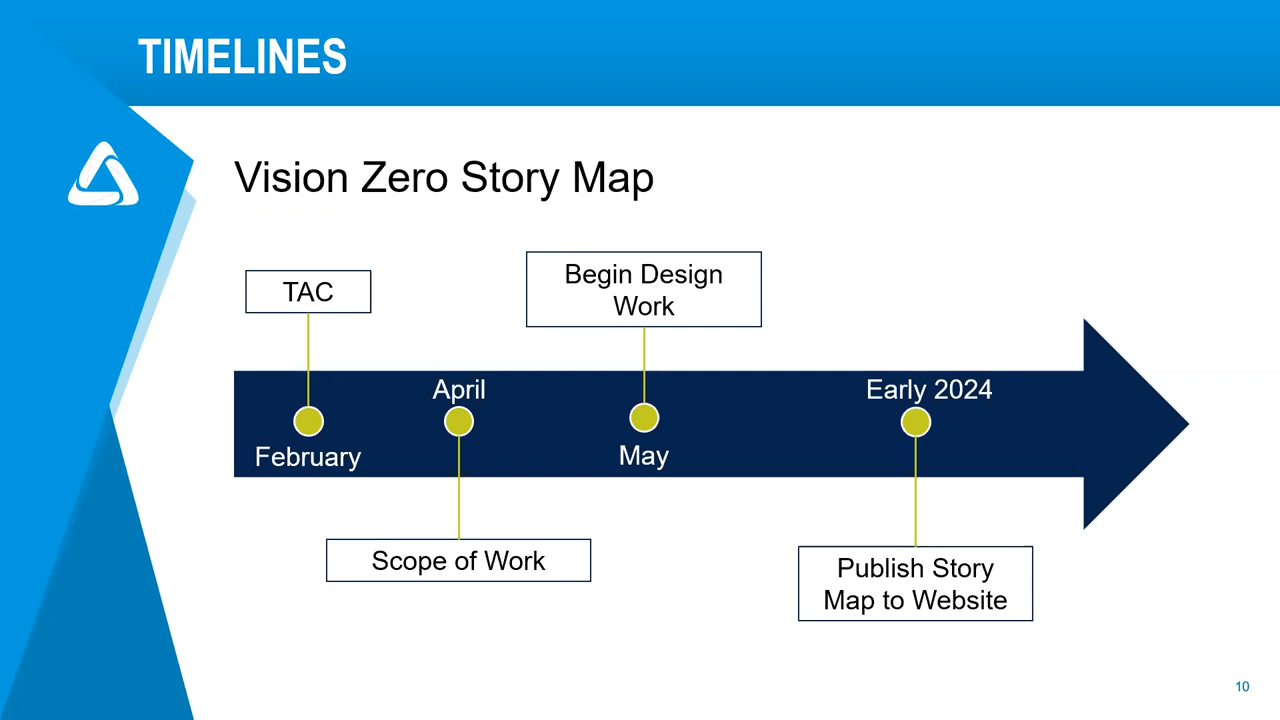 TIMELINES
Vision Zero Story Map
TAC
Begin Design
Work
April
Early 2024
February
May
Scope of Work
Publish Story
Map to Website
10